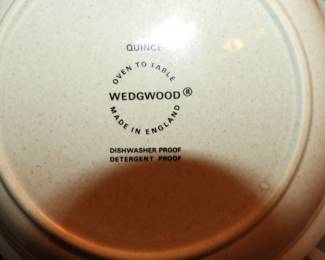 QUINCE
OVEN TO TABLE
WEDGWOOD®
MADE IN ENGLAND
DISHWASHER PROOF
DETERGENT PROOF